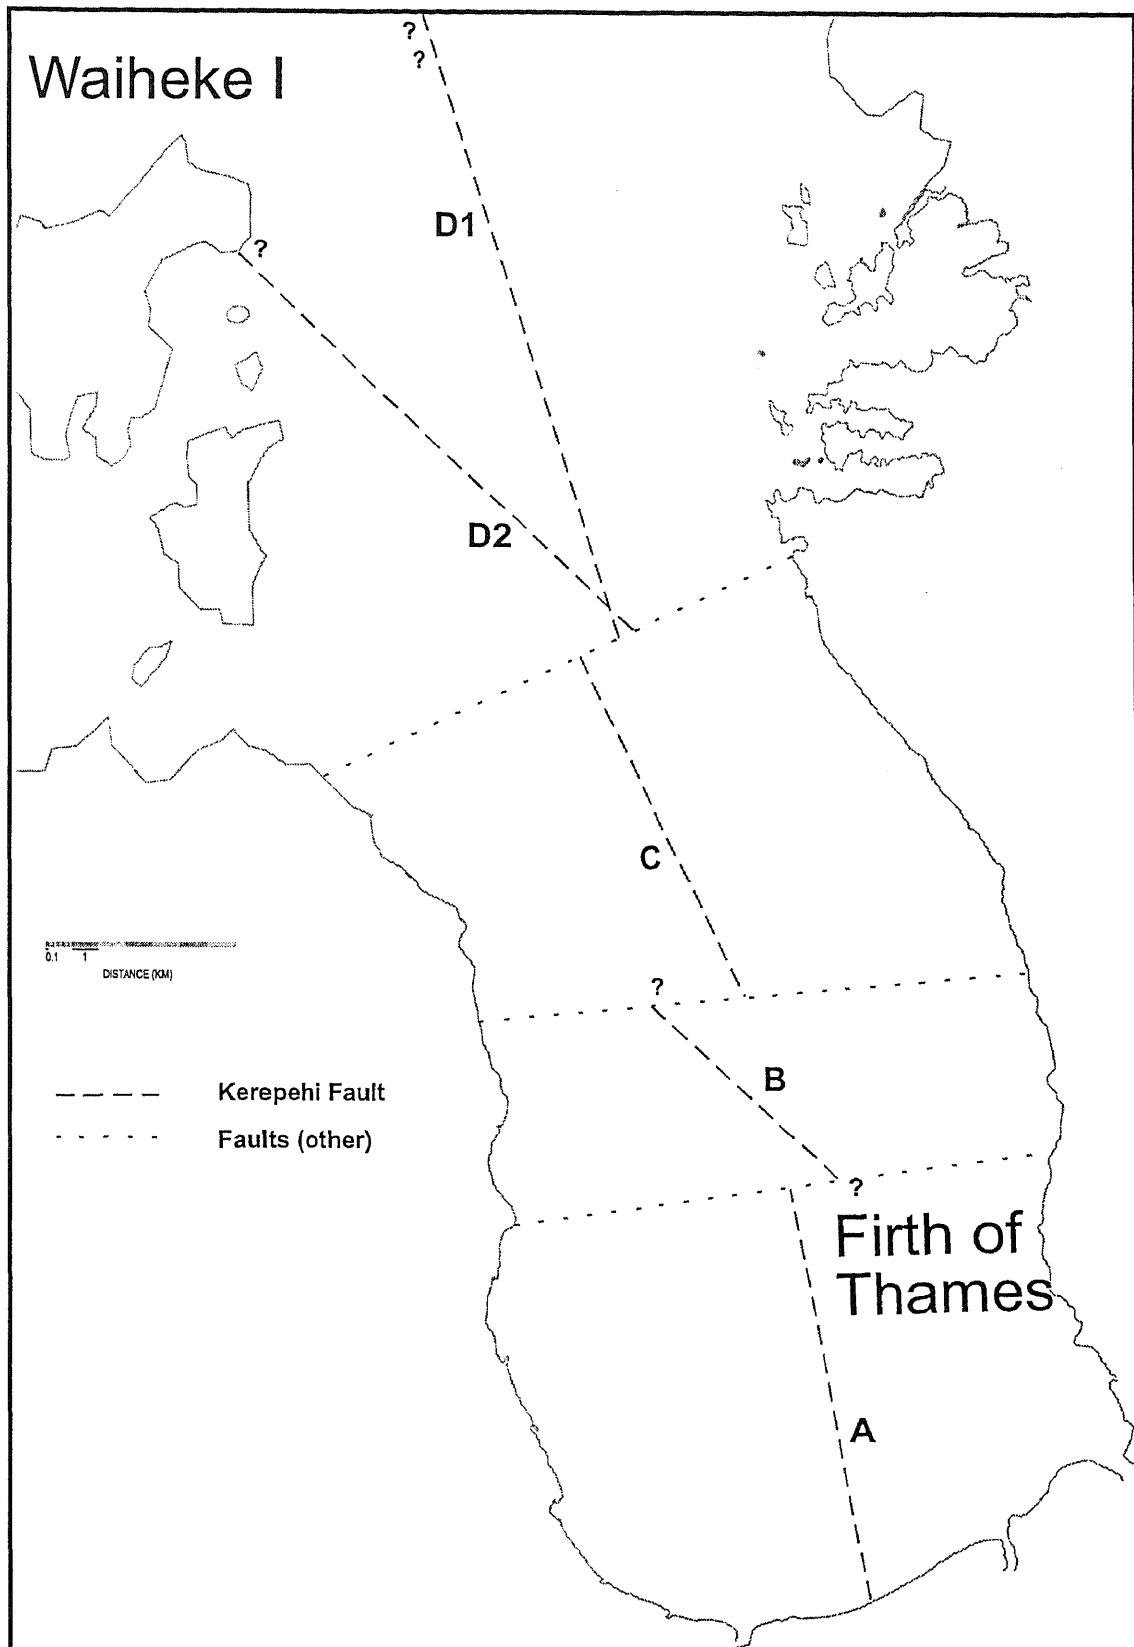 ?
?
Waiheke I
D1
?
D2
C
0.1 1
DISTANCE (KM)
?
B
Kerepehi Fault
Faults (other)
?
Firth of
Thames
A